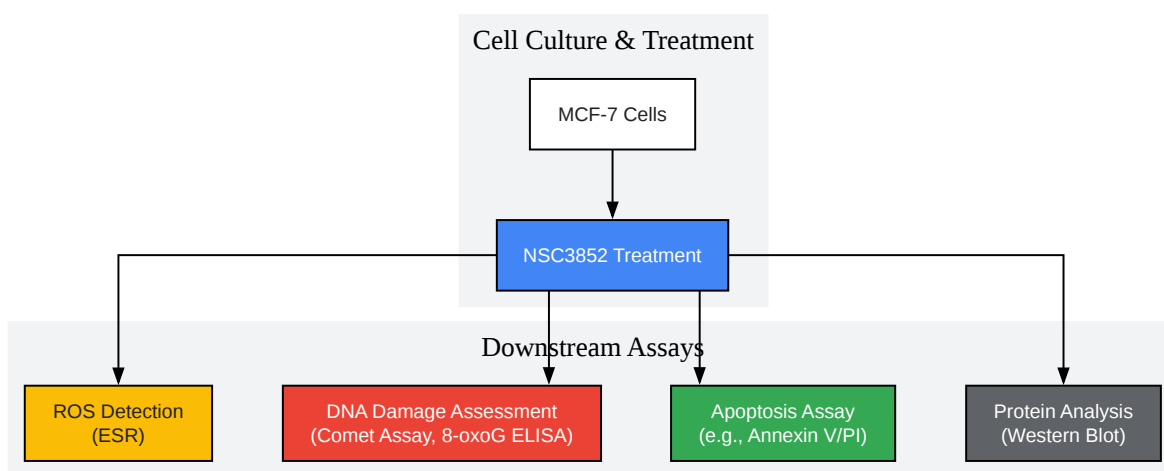 Cell Culture & Treatment
MCF-7 Cells
NSC3852 Treatment
Downstream Assays
ROS Detection
(ESR)
DNA Damage Assessment
(Comet Assay, 8-oxoG ELISA)
Apoptosis Assay
(e.g., Annexin V/PI)
Protein Analysis
(Western Blot)